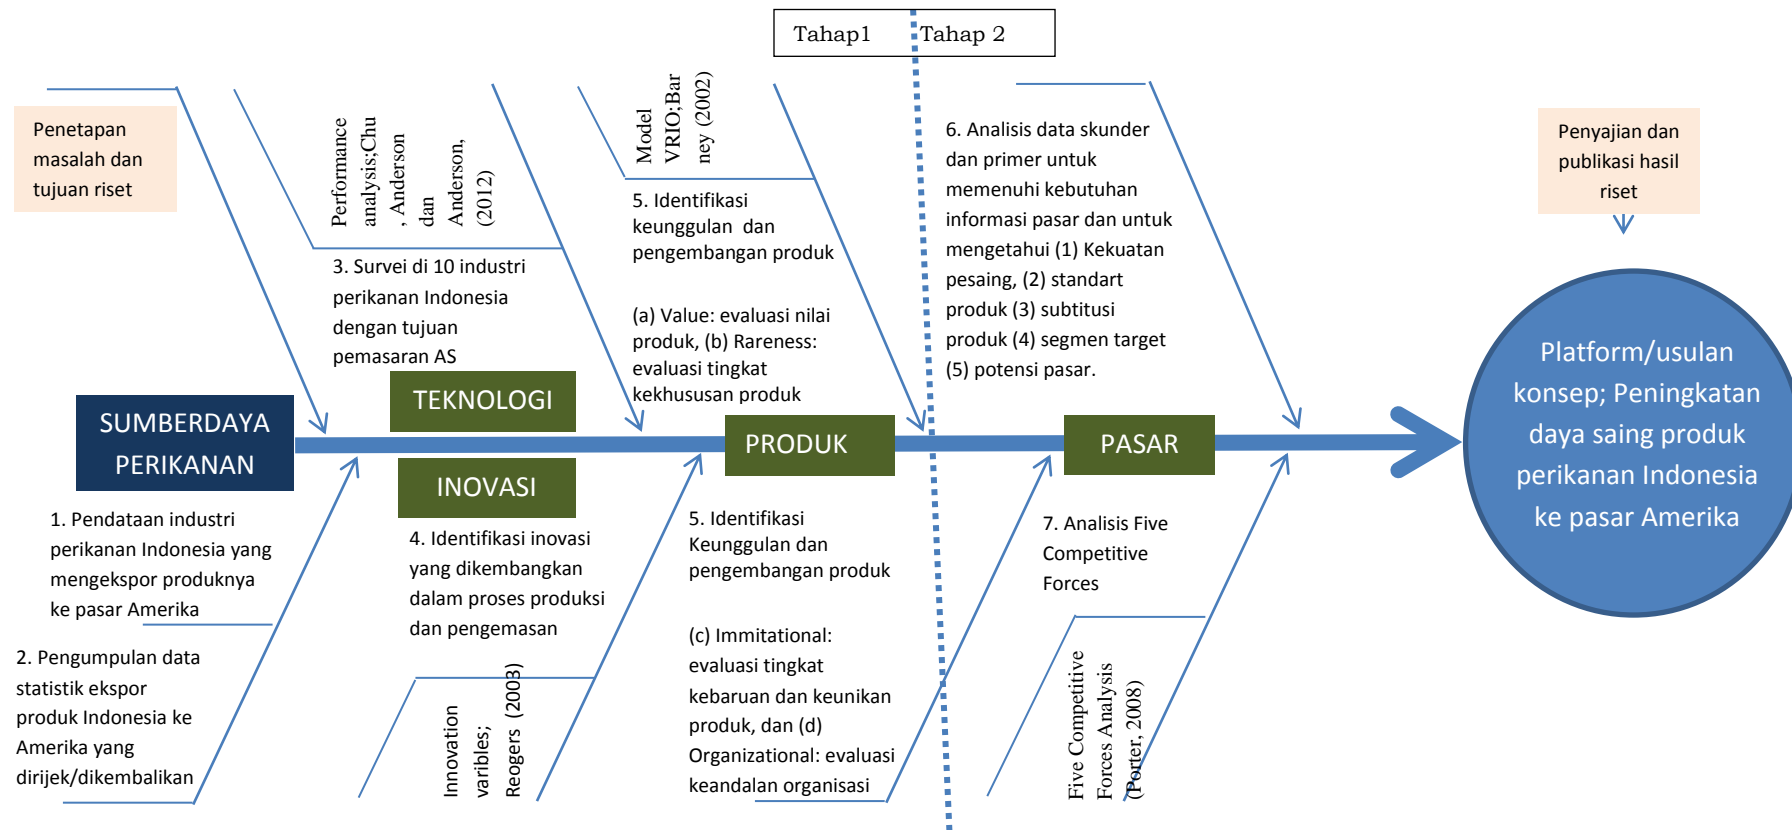 Tahap1 Tahap 2
Penetapan
masalah dan
tujuan riset
Performance
analysis;Chu
, Anderson
dan
Anderson,
(2012)
3. Survei di 10 industri
perikanan Indonesia
dengan tujuan
pemasaran AS
Model
VRIO;Bar
ney (2002)
5. Identifikasi
keunggulan dan
pengembangan produk
(a) Value: evaluasi nilai
produk, (b) Rareness:
evaluasi tingkat
kekhususan produk
6. Analisis data skunder
dan primer untuk
memenuhi kebutuhan
informasi pasar dan untuk
mengetahui (1) Kekuatan
pesaing, (2) standart
produk (3) subtitusi
produk (4) segmen target
(5) potensi pasar.
Penyajian dan
publikasi hasil
riset
SUMBERDAYA
PERIKANAN
TEKNOLOGI
INOVASI
PRODUK
PASAR
Platform/usulan
konsep; Peningkatan
daya saing produk
perikanan Indonesia
ke pasar Amerika
1. Pendataan industri
perikanan Indonesia yang
mengekspor produknya
ke pasar Amerika
2. Pengumpulan data
statistik ekspor
produk Indonesia ke
Amerika yang
dirijek/dikembalikan
4. Identifikasi inovasi
yang dikembangkan
dalam proses produksi
dan pengemasan
Innovation
varibles;
Reogers (2003)
5. Identifikasi
Keunggulan dan
pengembangan produk
(c) Immitational:
evaluasi tingkat
kebaruan dan keunikan
produk, dan (d)
Organizational: evaluasi
keandalan organisasi
7. Analisis Five
Competitive
Forces
Five Competitive
Forces Analysis
(Porter, 2008)